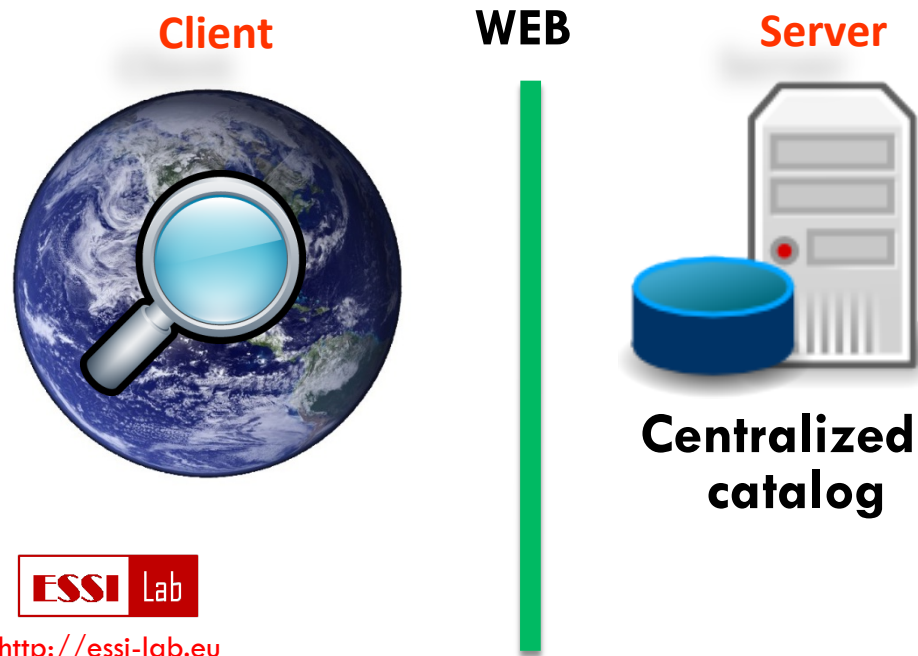 Client
WEB
Server
Centralized
catalog
ESSI Lab
http://essi-lab.eu